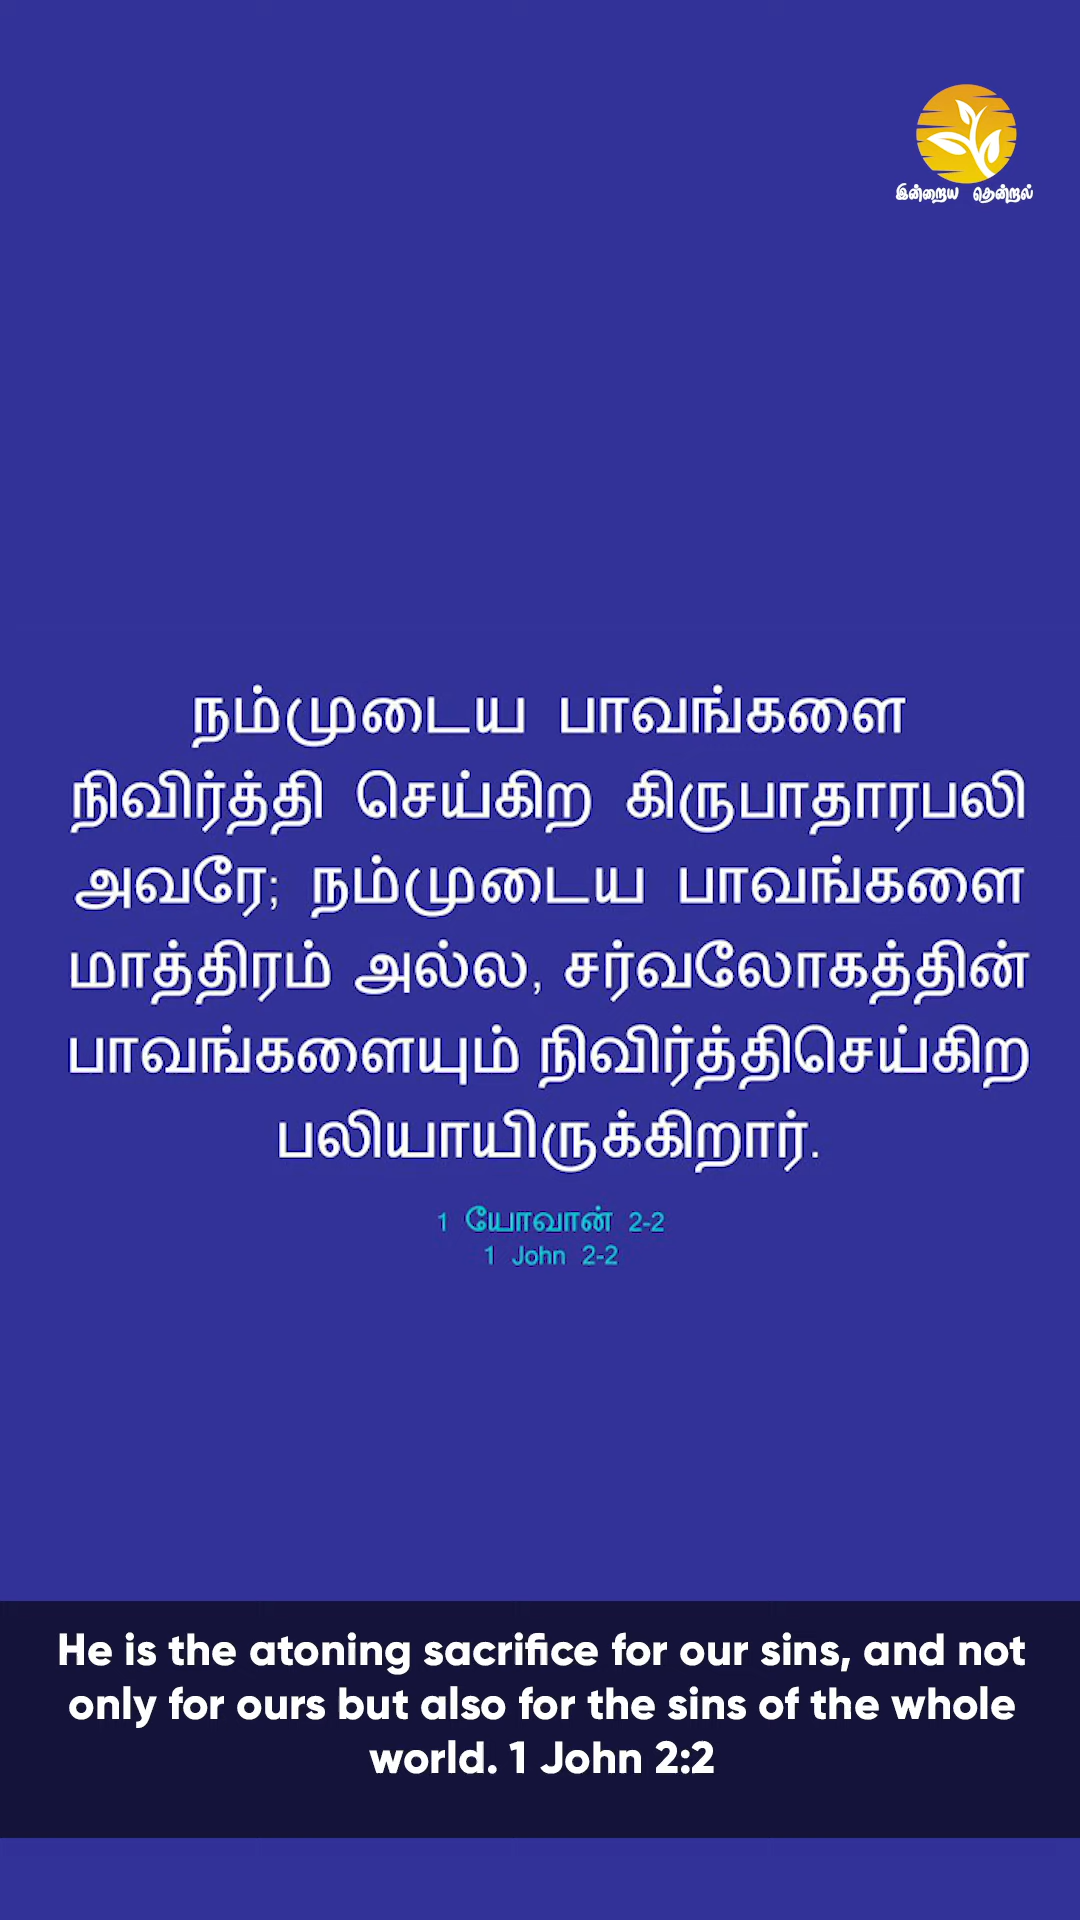 இன்றைய தென்றல்
நம்முடைய பாவங்களை
நிவிர்த்தி செய்கிற கிருபாதாரபலி
அவரே; நம்முடைய பாவங்களை
மாத்திரம் அல்ல, சர்வலோகத்தின்
பாவங்களையும் நிவிர்த்திசெய்கிற
பலியாயிருக்கிறார்.
1 யோவான் 2-2
1 John 2-2
He is the atoning sacrifice for our sins, and not
only for ours but also for the sins of the whole
world. 1 John 2:2